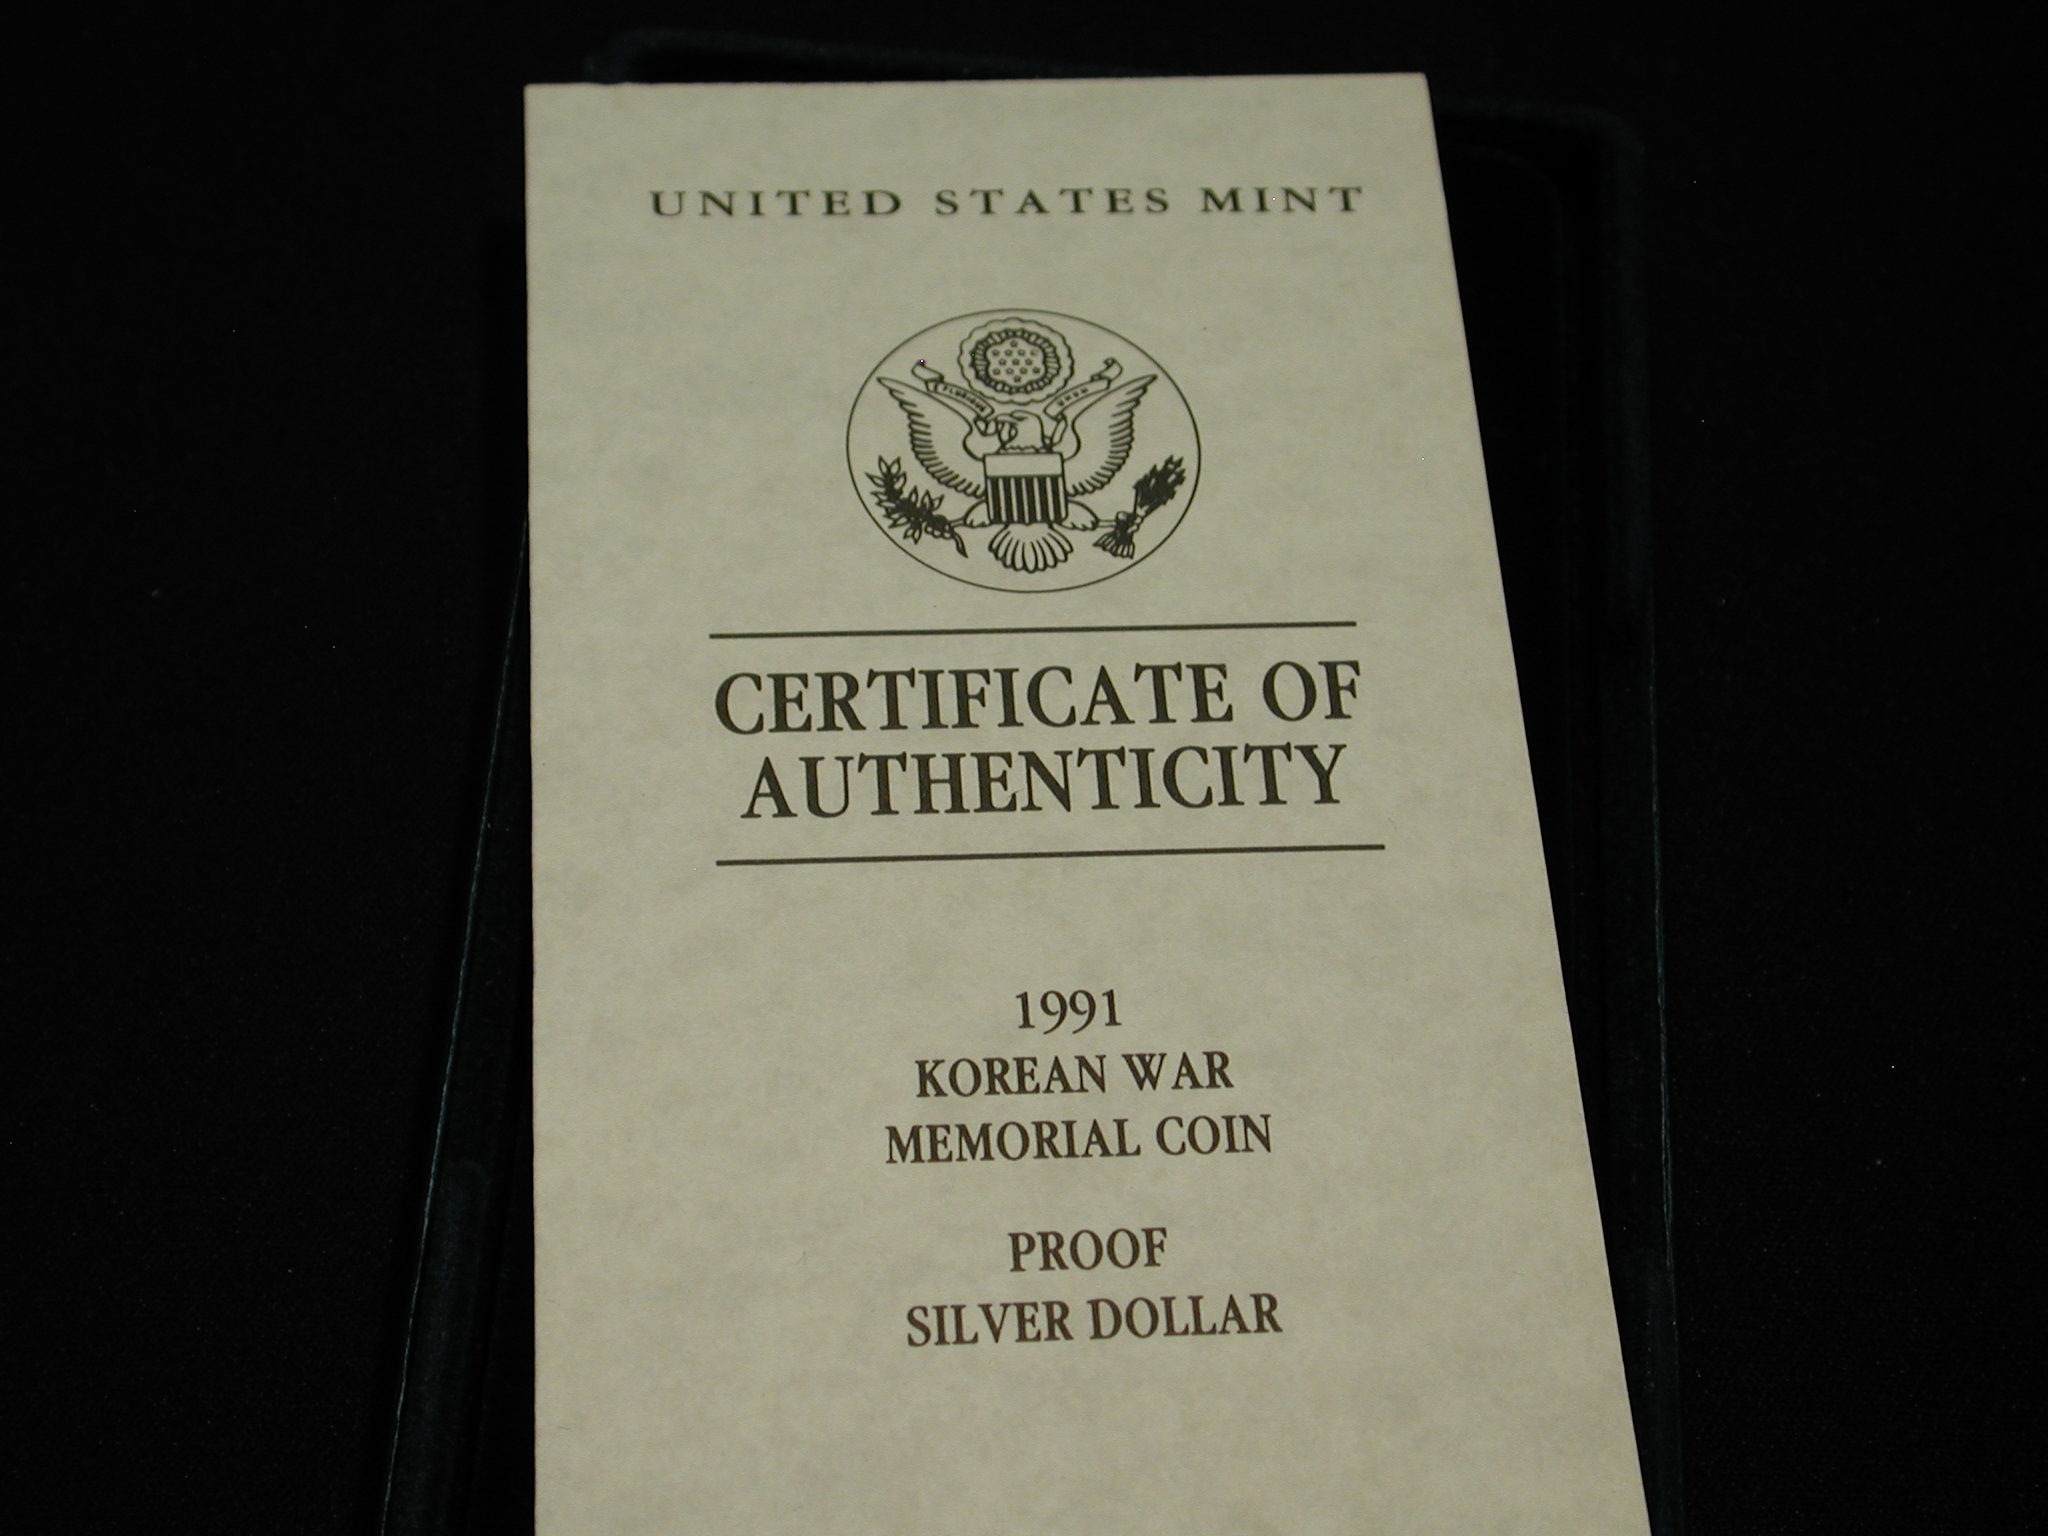 UNITED STATES MINT
CERTIFICATE OF
AUTHENTICITY
1991
KOREAN WAR
MEMORIAL COIN
PROOF
SILVER DOLLAR